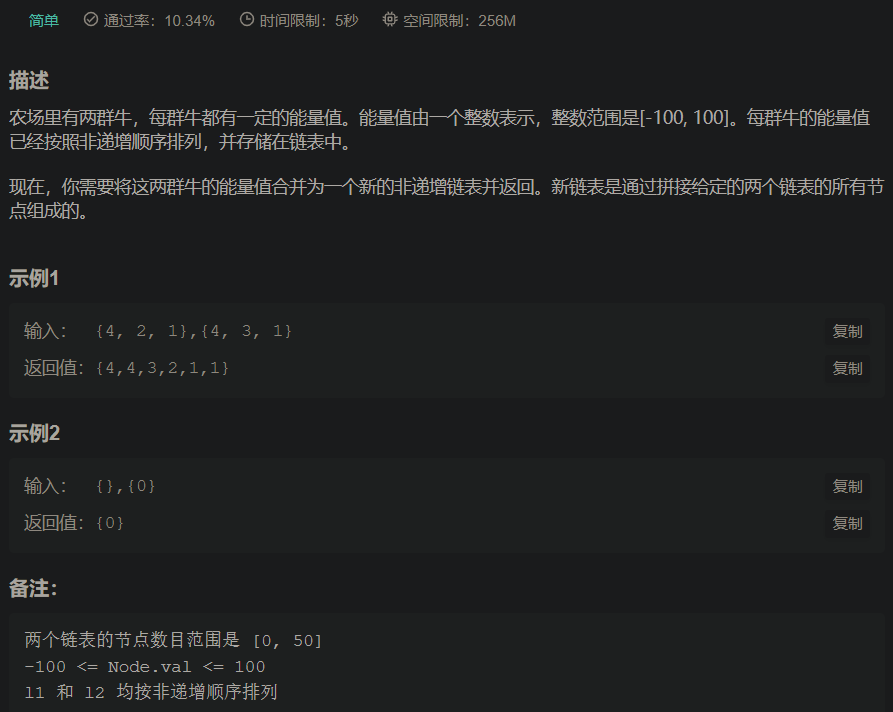 简单 通过率：10.34% 时间限制：5秒 空间限制：256M
描述
农场里有两群牛，每群牛都有一定的能量值。能量值由一个整数表示，整数范围是[-100, 100]。每群牛的能量值
已经按照非递增顺序排列，并存储在链表中。
现在，你需要将这两群牛的能量值合并为一个新的非递增链表并返回。新链表是通过拼接给定的两个链表的所有节
点组成的。
示例1
输入： {4, 2, 1},{4, 3, 1} 复制
返回值：{4,4,3,2,1,1} 复制
示例2
输入： {},{0} 复制
返回值：{0} 复制
备注：
两个链表的节点数目范围是 [0, 50]
-100 <= Node.val <= 100
l1 和 l2 均按非递增顺序排列